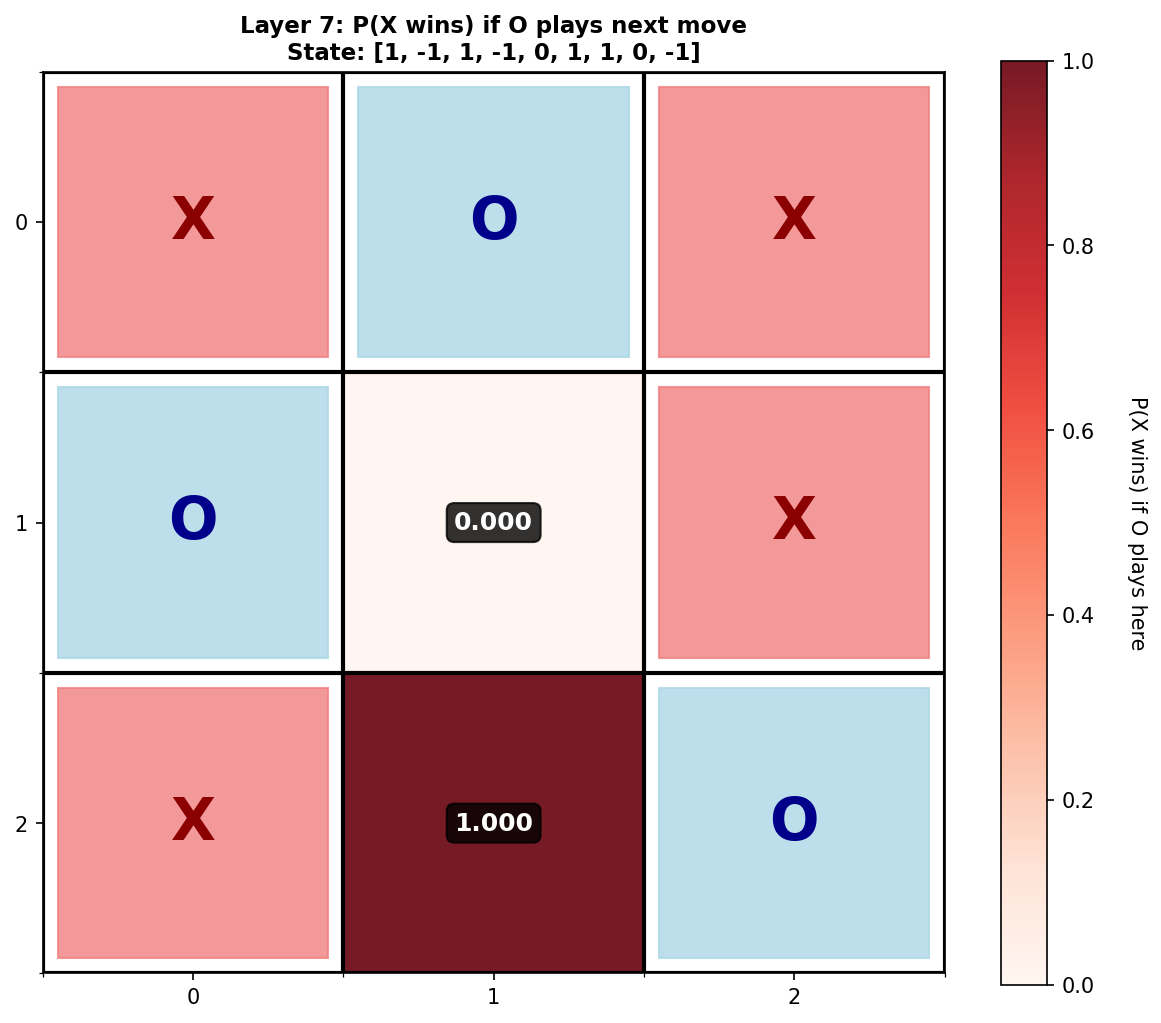 Layer 7: P(X wins) if O plays next move
State: [1, -1, 1, -1, 0, 1, 1, 0, -1]
X O X
0
O 0.000 X
1
X 1.000 O
2
0 1 2
1.0
0.8
0.6
0.4
0.2
0.0
P(X wins) if O plays here